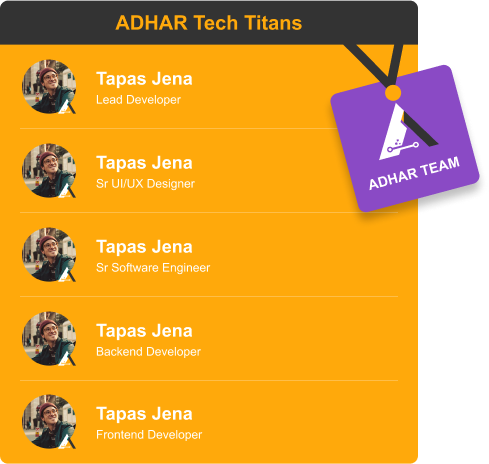 ADHAR Tech Titans
Tapas Jena
Lead Developer
ADHAR TEAM
Tapas Jena
Sr UI/UX Designer
Tapas Jena
Sr Software Engineer
Tapas Jena
Backend Developer
Tapas Jena
Frontend Developer